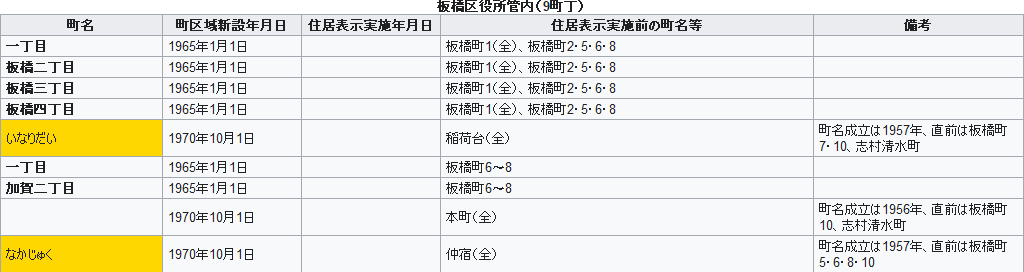 板橋区役所管内（9町丁）
町名 町区域新設年月日 住居表示実施年月日 住居表示実施前の町名等 備考
一丁目 1965年1月1日 板橋町1（全）、板橋町2・5・6・8
板橋二丁目 1965年1月1日 板橋町1（全）、板橋町2・5・6・8
板橋三丁目 1965年1月1日 板橋町1（全）、板橋町2・5・6・8
板橋四丁目 1965年1月1日 板橋町1（全）、板橋町2・5・6・8
いなりだい 1970年10月1日 稲荷台（全） 町名成立は1957年、直前は板橋町
7・10、志村清水町
一丁目 1965年1月1日 板橋町6～8
加賀二丁目 1965年1月1日 板橋町6～8
1970年10月1日 本町（全） 町名成立は1956年、直前は板橋町
10、志村清水町
なかじゅく 1970年10月1日 仲宿（全） 町名成立は1957年、直前は板橋町
5・6・8・10